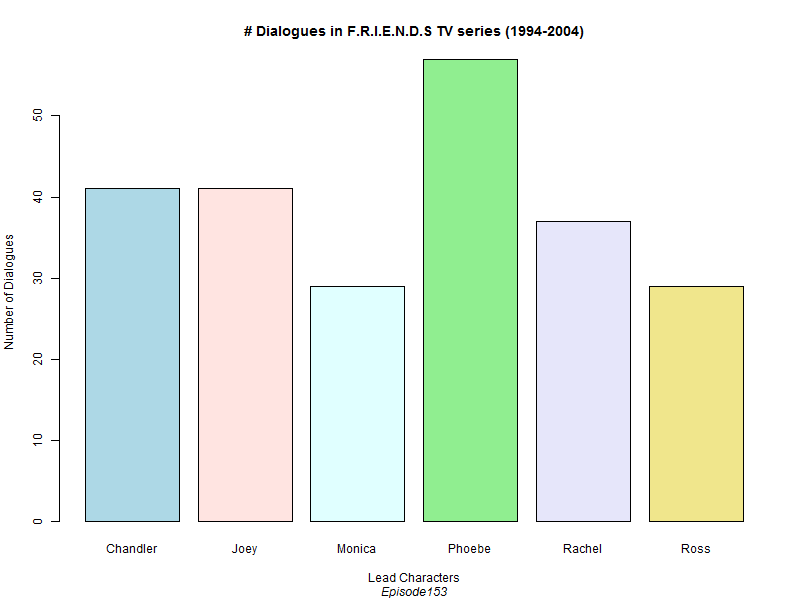 # Dialogues in F.R.I.E.N.D.S TV series (1994-2004)
Number of Dialogues
50
40
30
20
10
0
Chandler Joey Monica Phoebe Rachel Ross
Lead Characters
Episode153